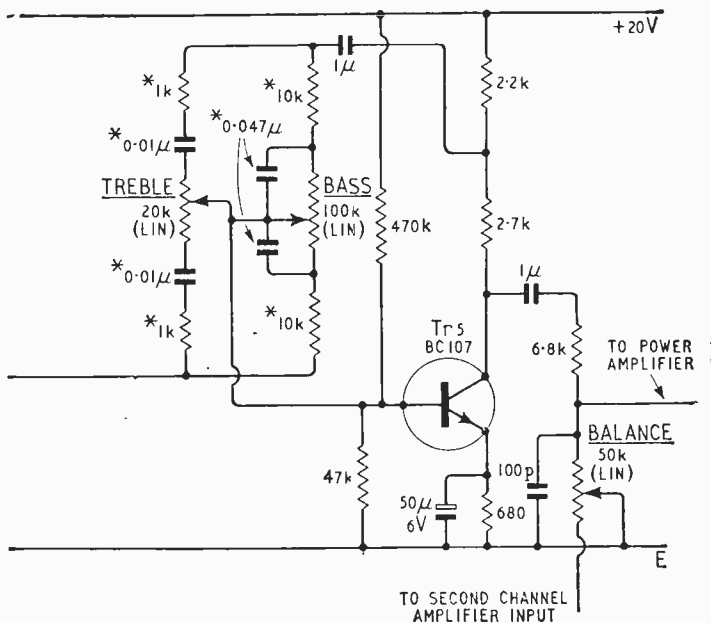 +20V
1μ
2.2k
*1k
*10k
*0.047μ
*0.01μ
TREBLE
20k
(LIN)
BASS
100k
(LIN)
470k
2.7k
*0.01μ
1μ
*1k
*10k
Tr5
BC107
6.8k
TO POWER
AMPLIFIER
BALANCE
50k
(LIN)
47k
100p
50μ
6V
680
E
TO SECOND CHANNEL
AMPLIFIER INPUT